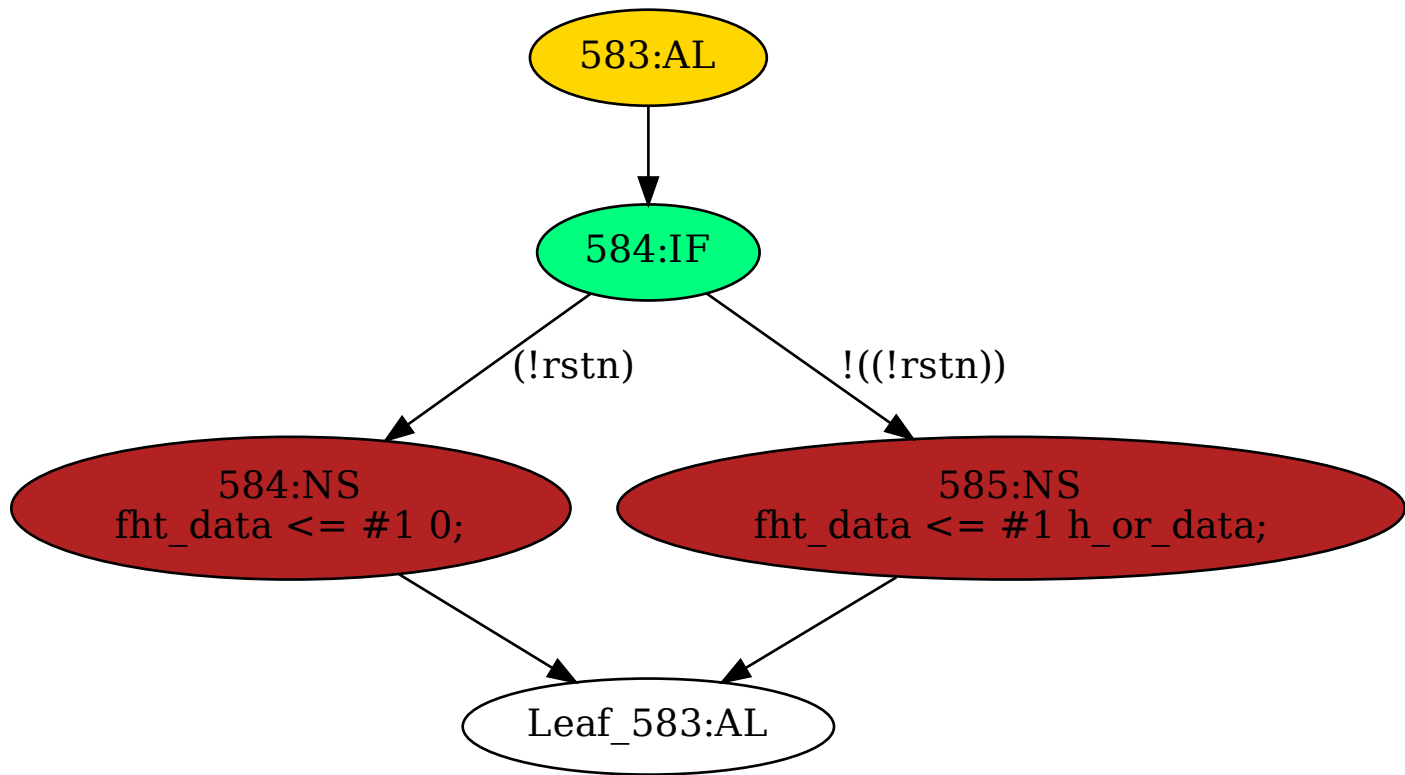 583:AL
584:IF
(!rstn)
!((!rstn))
584:NS
fht_data <= #1 0;
585:NS
fht_data <= #1 h_or_data;
Leaf_583:AL